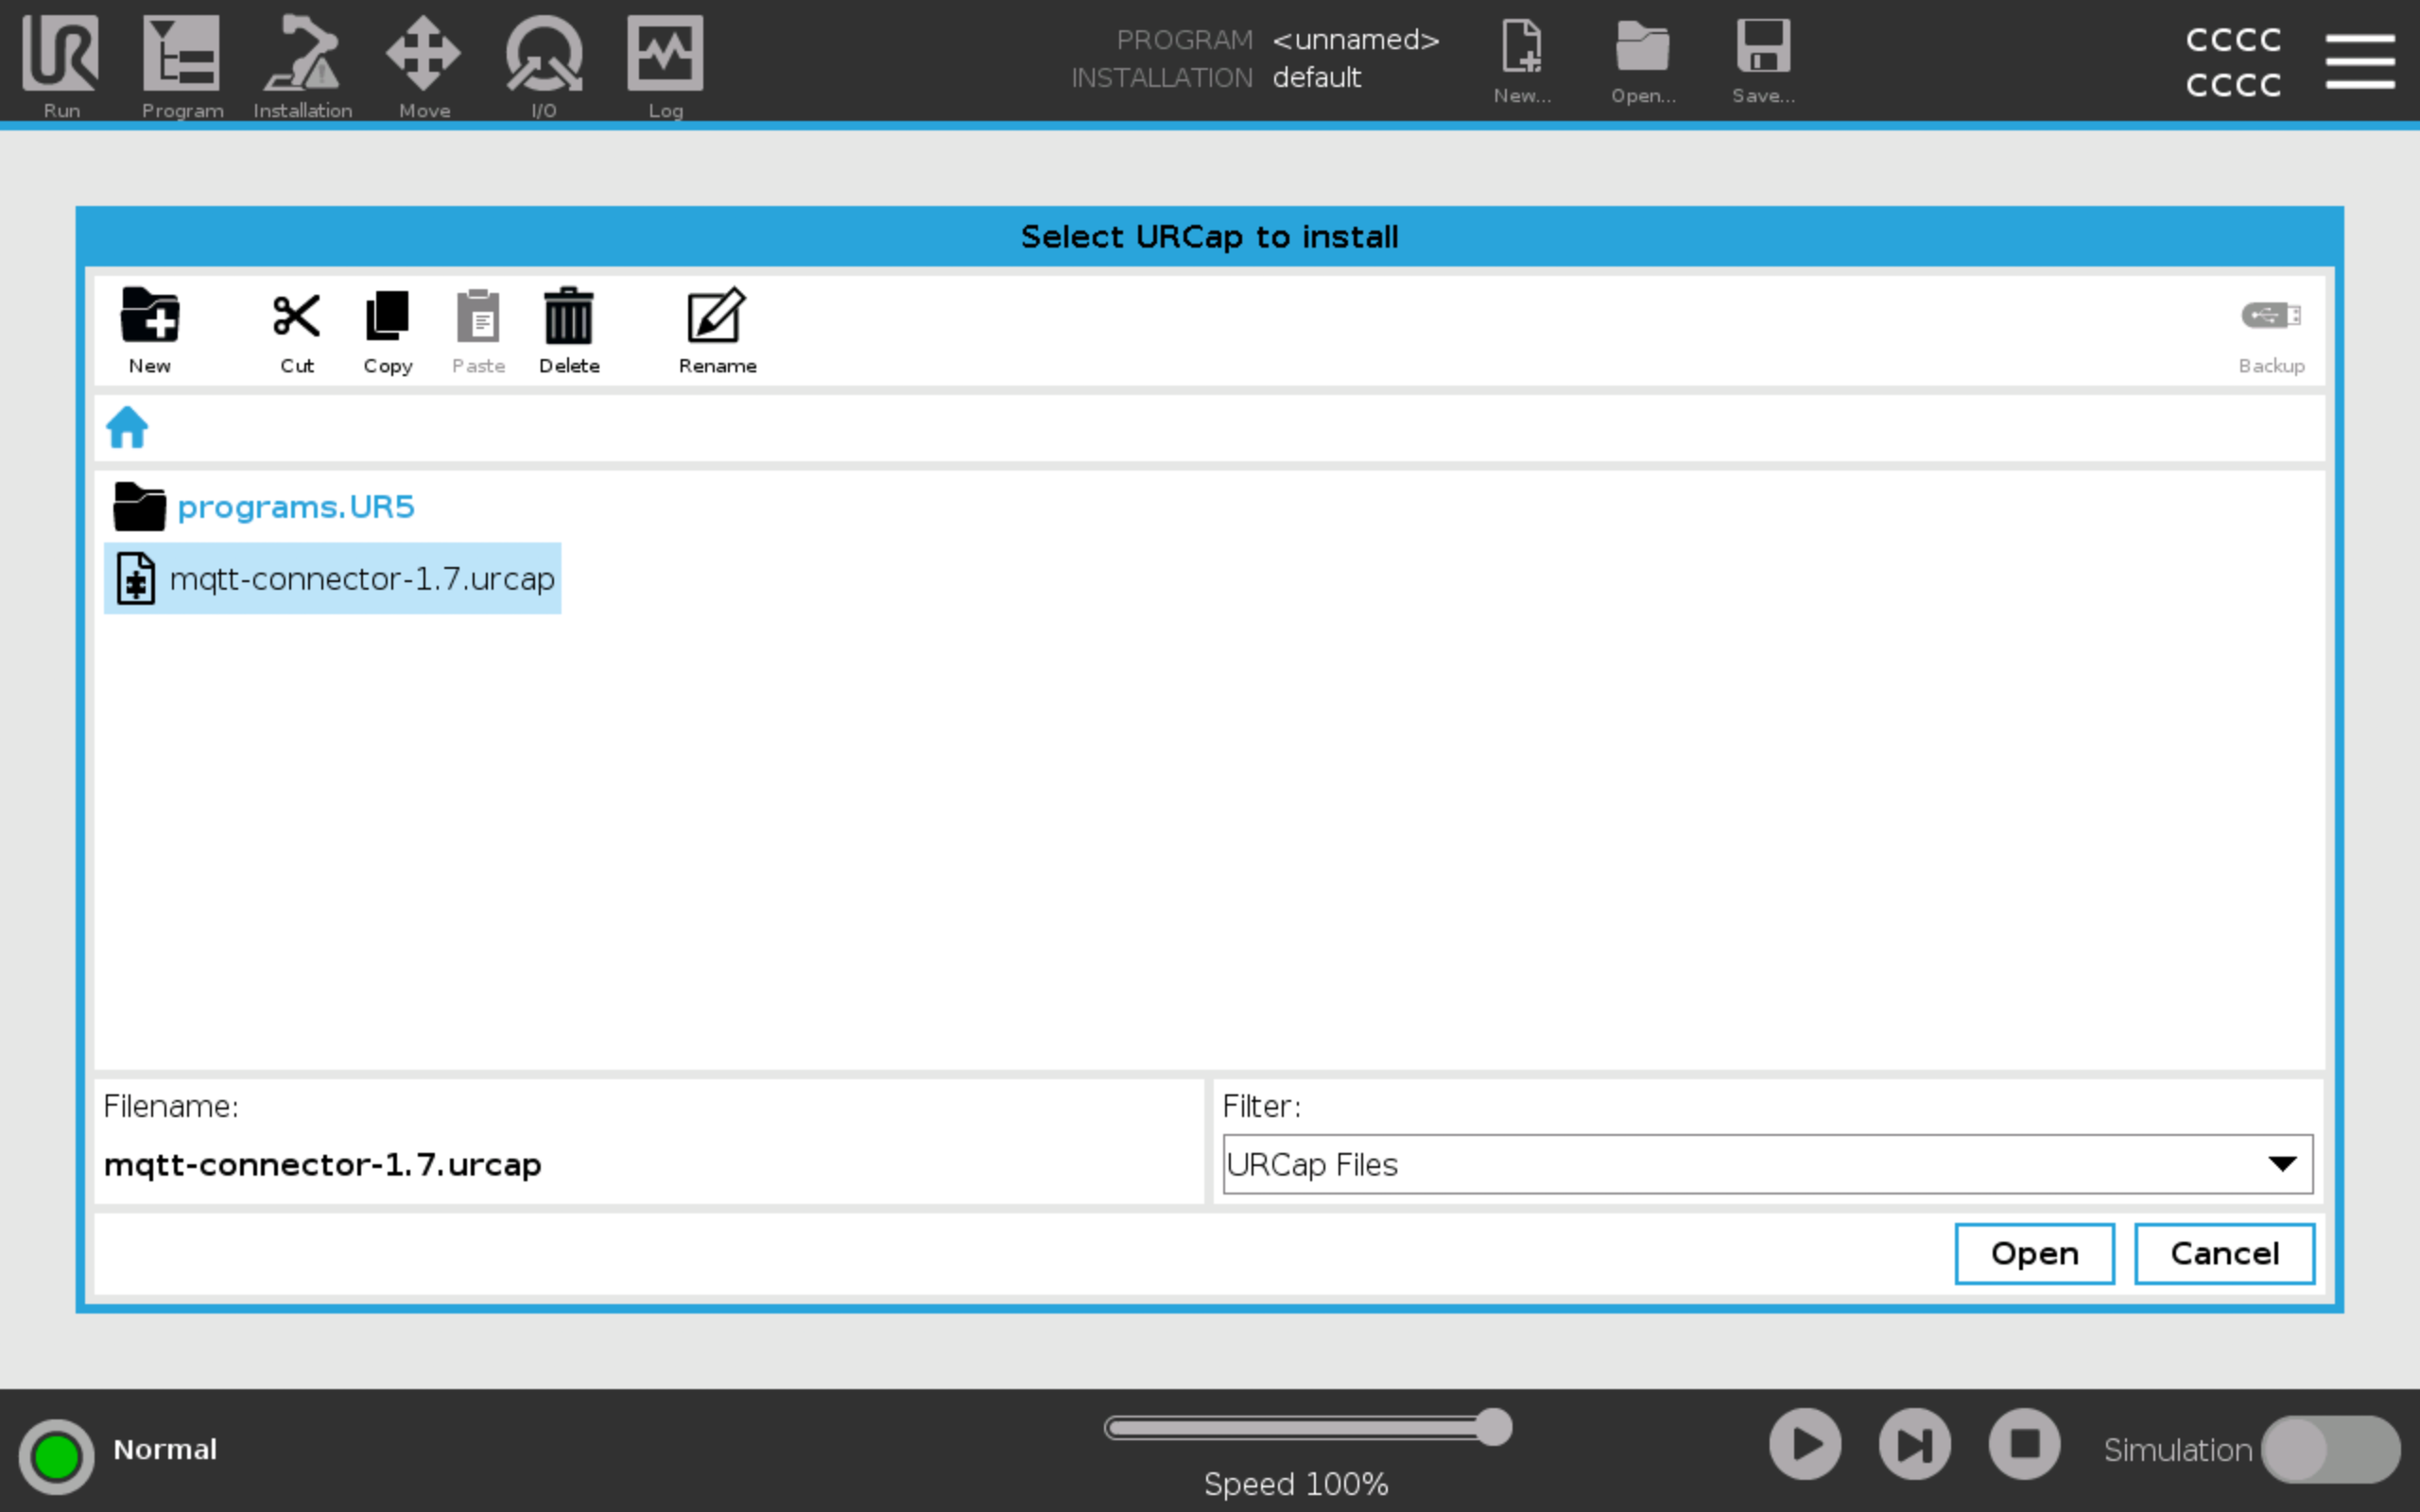 Run
Program
Installation
Move
I/O
Log
PROGRAM <unnamed>
INSTALLATION default
New...
Open...
Save...
CCCC
CCCC
Select URCap to install
New
Cut
Copy
Paste
Delete
Rename
Backup
programs.UR5
mqtt-connector-1.7.urcap
Filename:
mqtt-connector-1.7.urcap
Filter:
URCap Files
Open
Cancel
Normal
Speed 100%
Simulation